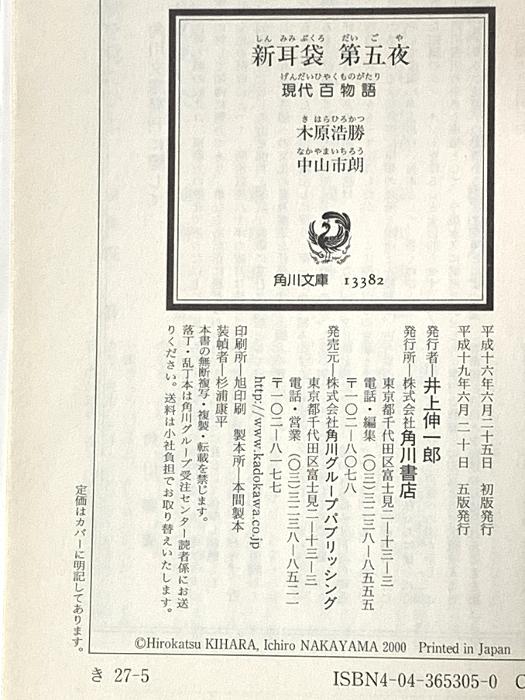 しん みみ ぶくろ だい ご や
新耳袋 第五夜
げんだいひやくものがたり
現代百物語
き はらひろかつ
木原浩勝
なかやまいちろう
中山市朗
角川文庫 13382
平成十六年六月二十五日 初版発行
平成十九年六月二十日 五版発行
発行者―井上伸一郎
発行所―株式会社角川書店
東京都千代田区富士見二―十三―三
電話・編集 (〇三)三二三八―八五五五
〒一〇二―八〇七八
発売元―株式会社角川グループパブリッシング
東京都千代田区富士見二―十三―三
電話・営業 (〇三)三二三八―八五二一
〒一〇二―八一七七
http://www.kadokawa.co.jp
印刷所―旭印刷 製本所―本間製本
装幀者―杉浦康平
本書の無断複写・複製・転載を禁じます。
落丁・乱丁本は角川グループ受注センター読者係にお送
りください。送料は小社負担でお取り替えいたします。
定価はカバーに明記してあります。
©Hirokatsu KIHARA, Ichiro NAKAYAMA 2000 Printed in Japan
き 27-5
ISBN4-04-365305-0